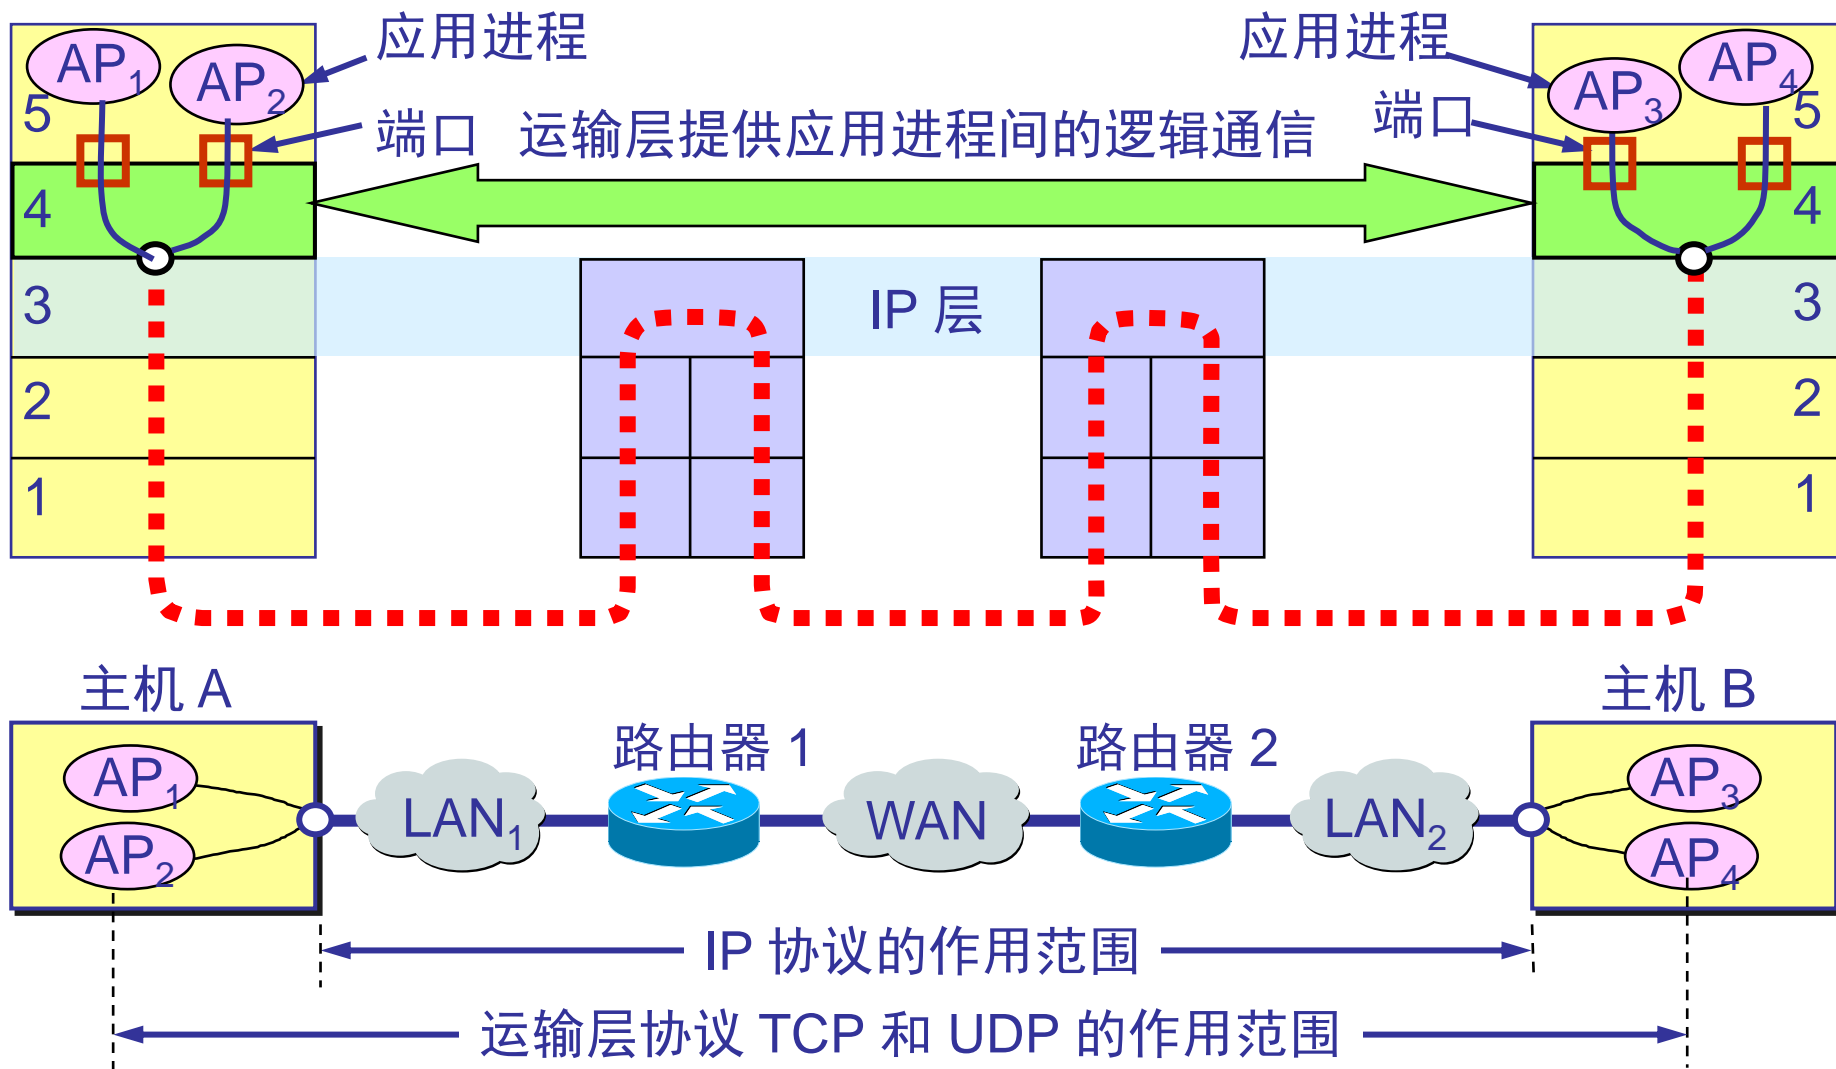 应用进程
应用进程
AP1
AP2
AP3
AP4
5
5
端口
运输层提供应用进程间的逻辑通信
端口
4
4
3
IP 层
3
2
2
1
1
主机 A
主机 B
路由器 1
路由器 2
AP1
AP3
LAN1
WAN
LAN2
AP2
AP4
IP 协议的作用范围
运输层协议 TCP 和 UDP 的作用范围